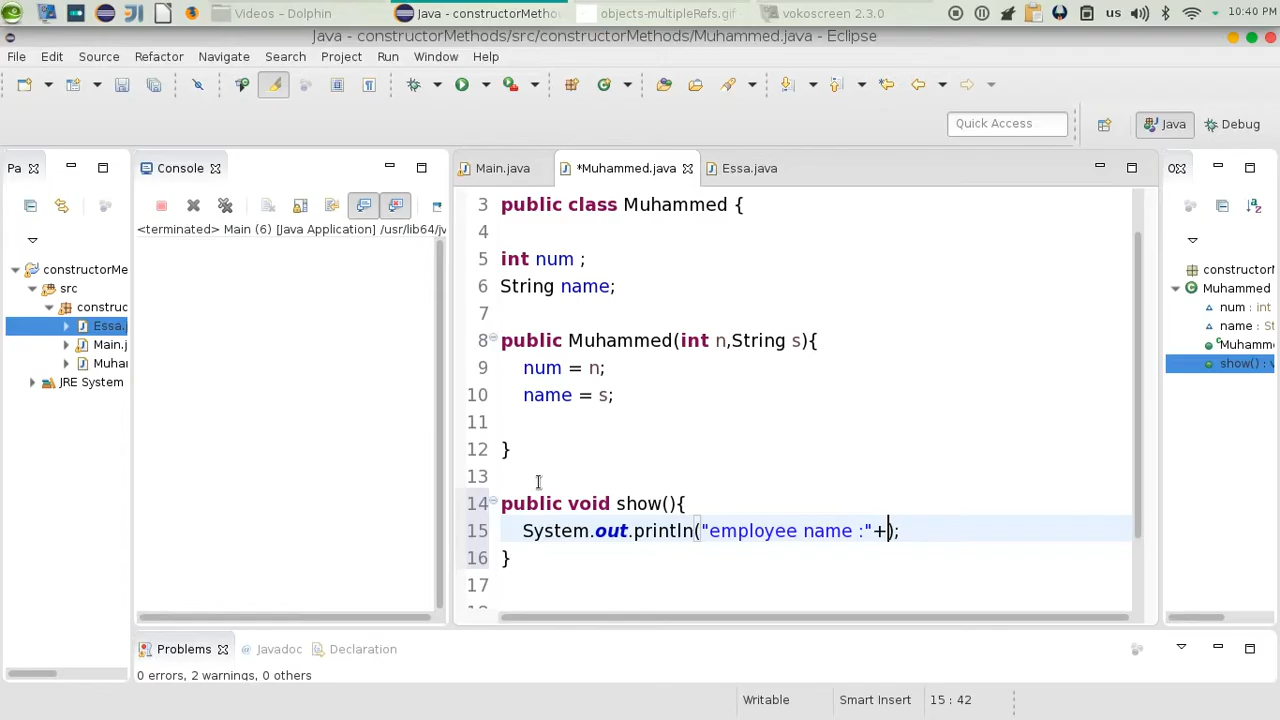 Videos – Dolphin
Java - constructorMetho
objects-multipleRefs.gif
vokoscreen 2.3.0
us
10:40 PM
Java - constructorMethods/src/constructorMethods/Muhammed.java - Eclipse
File Edit Source Refactor Navigate Search Project Run Window Help
Quick Access
Java
Debug
Pa
Console
Main.java
*Muhammed.java
Essa.java
<terminated> Main (6) [Java Application] /usr/lib64/jv
constructorMe
src
construc
Essa.j
Main.j
Muhar
JRE System
3 public class Muhammed {
4
5 int num ;
6 String name;
7
8 public Muhammed(int n,String s){
9 num = n;
10 name = s;
11
12 }
13
14 public void show(){
15 System.out.println("employee name :"+);
16 }
17
18
constructorM
Muhammed
num : int
name : S
Muhamme
show() : v
Problems
Javadoc
Declaration
0 errors, 2 warnings, 0 others
Writable
Smart Insert
15 : 42